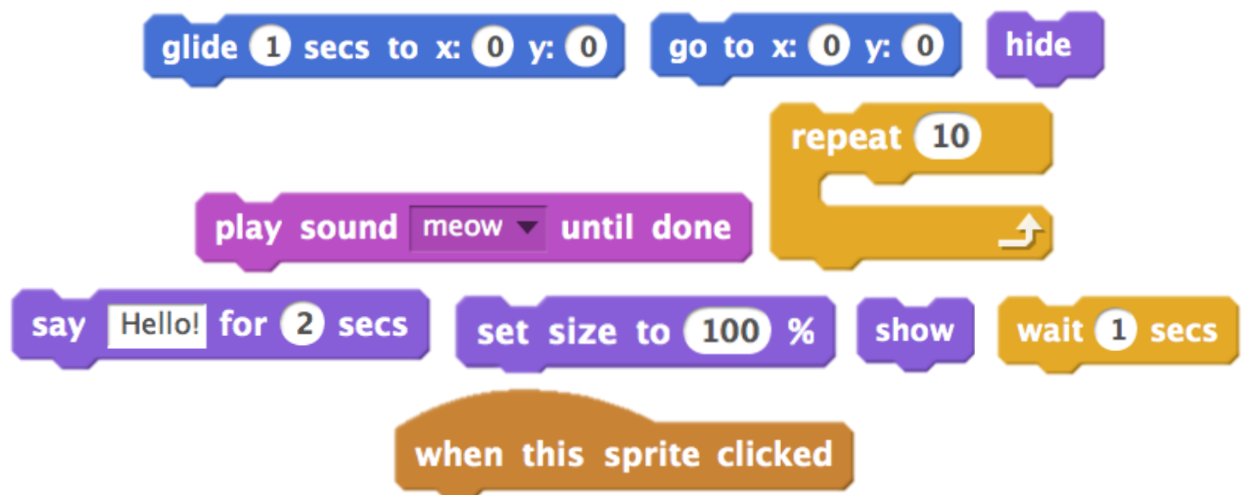 glide 1 secs to x: 0 y: 0
go to x: 0 y: 0
hide
repeat 10
play sound meow until done
say Hello! for 2 secs
set size to 100 %
show
wait 1 secs
when this sprite clicked